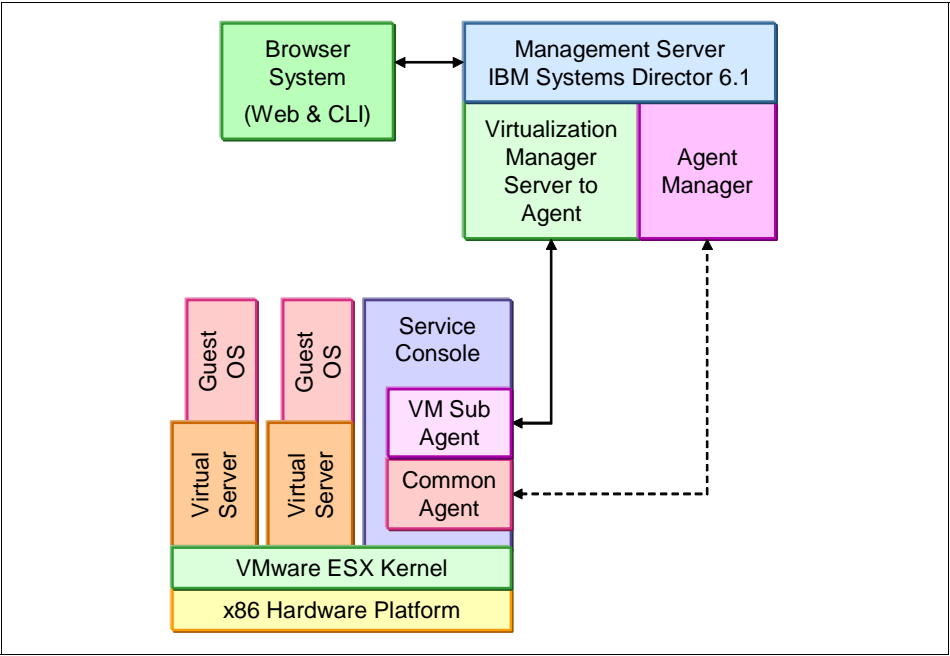 Browser
System
(Web & CLI)
Management Server
IBM Systems Director 6.1
Virtualization
Manager
Server to
Agent
Agent
Manager
Guest
OS
Guest
OS
Service
Console
VM Sub
Agent
Common
Agent
Virtual
Server
Virtual
Server
VMware ESX Kernel
x86 Hardware Platform